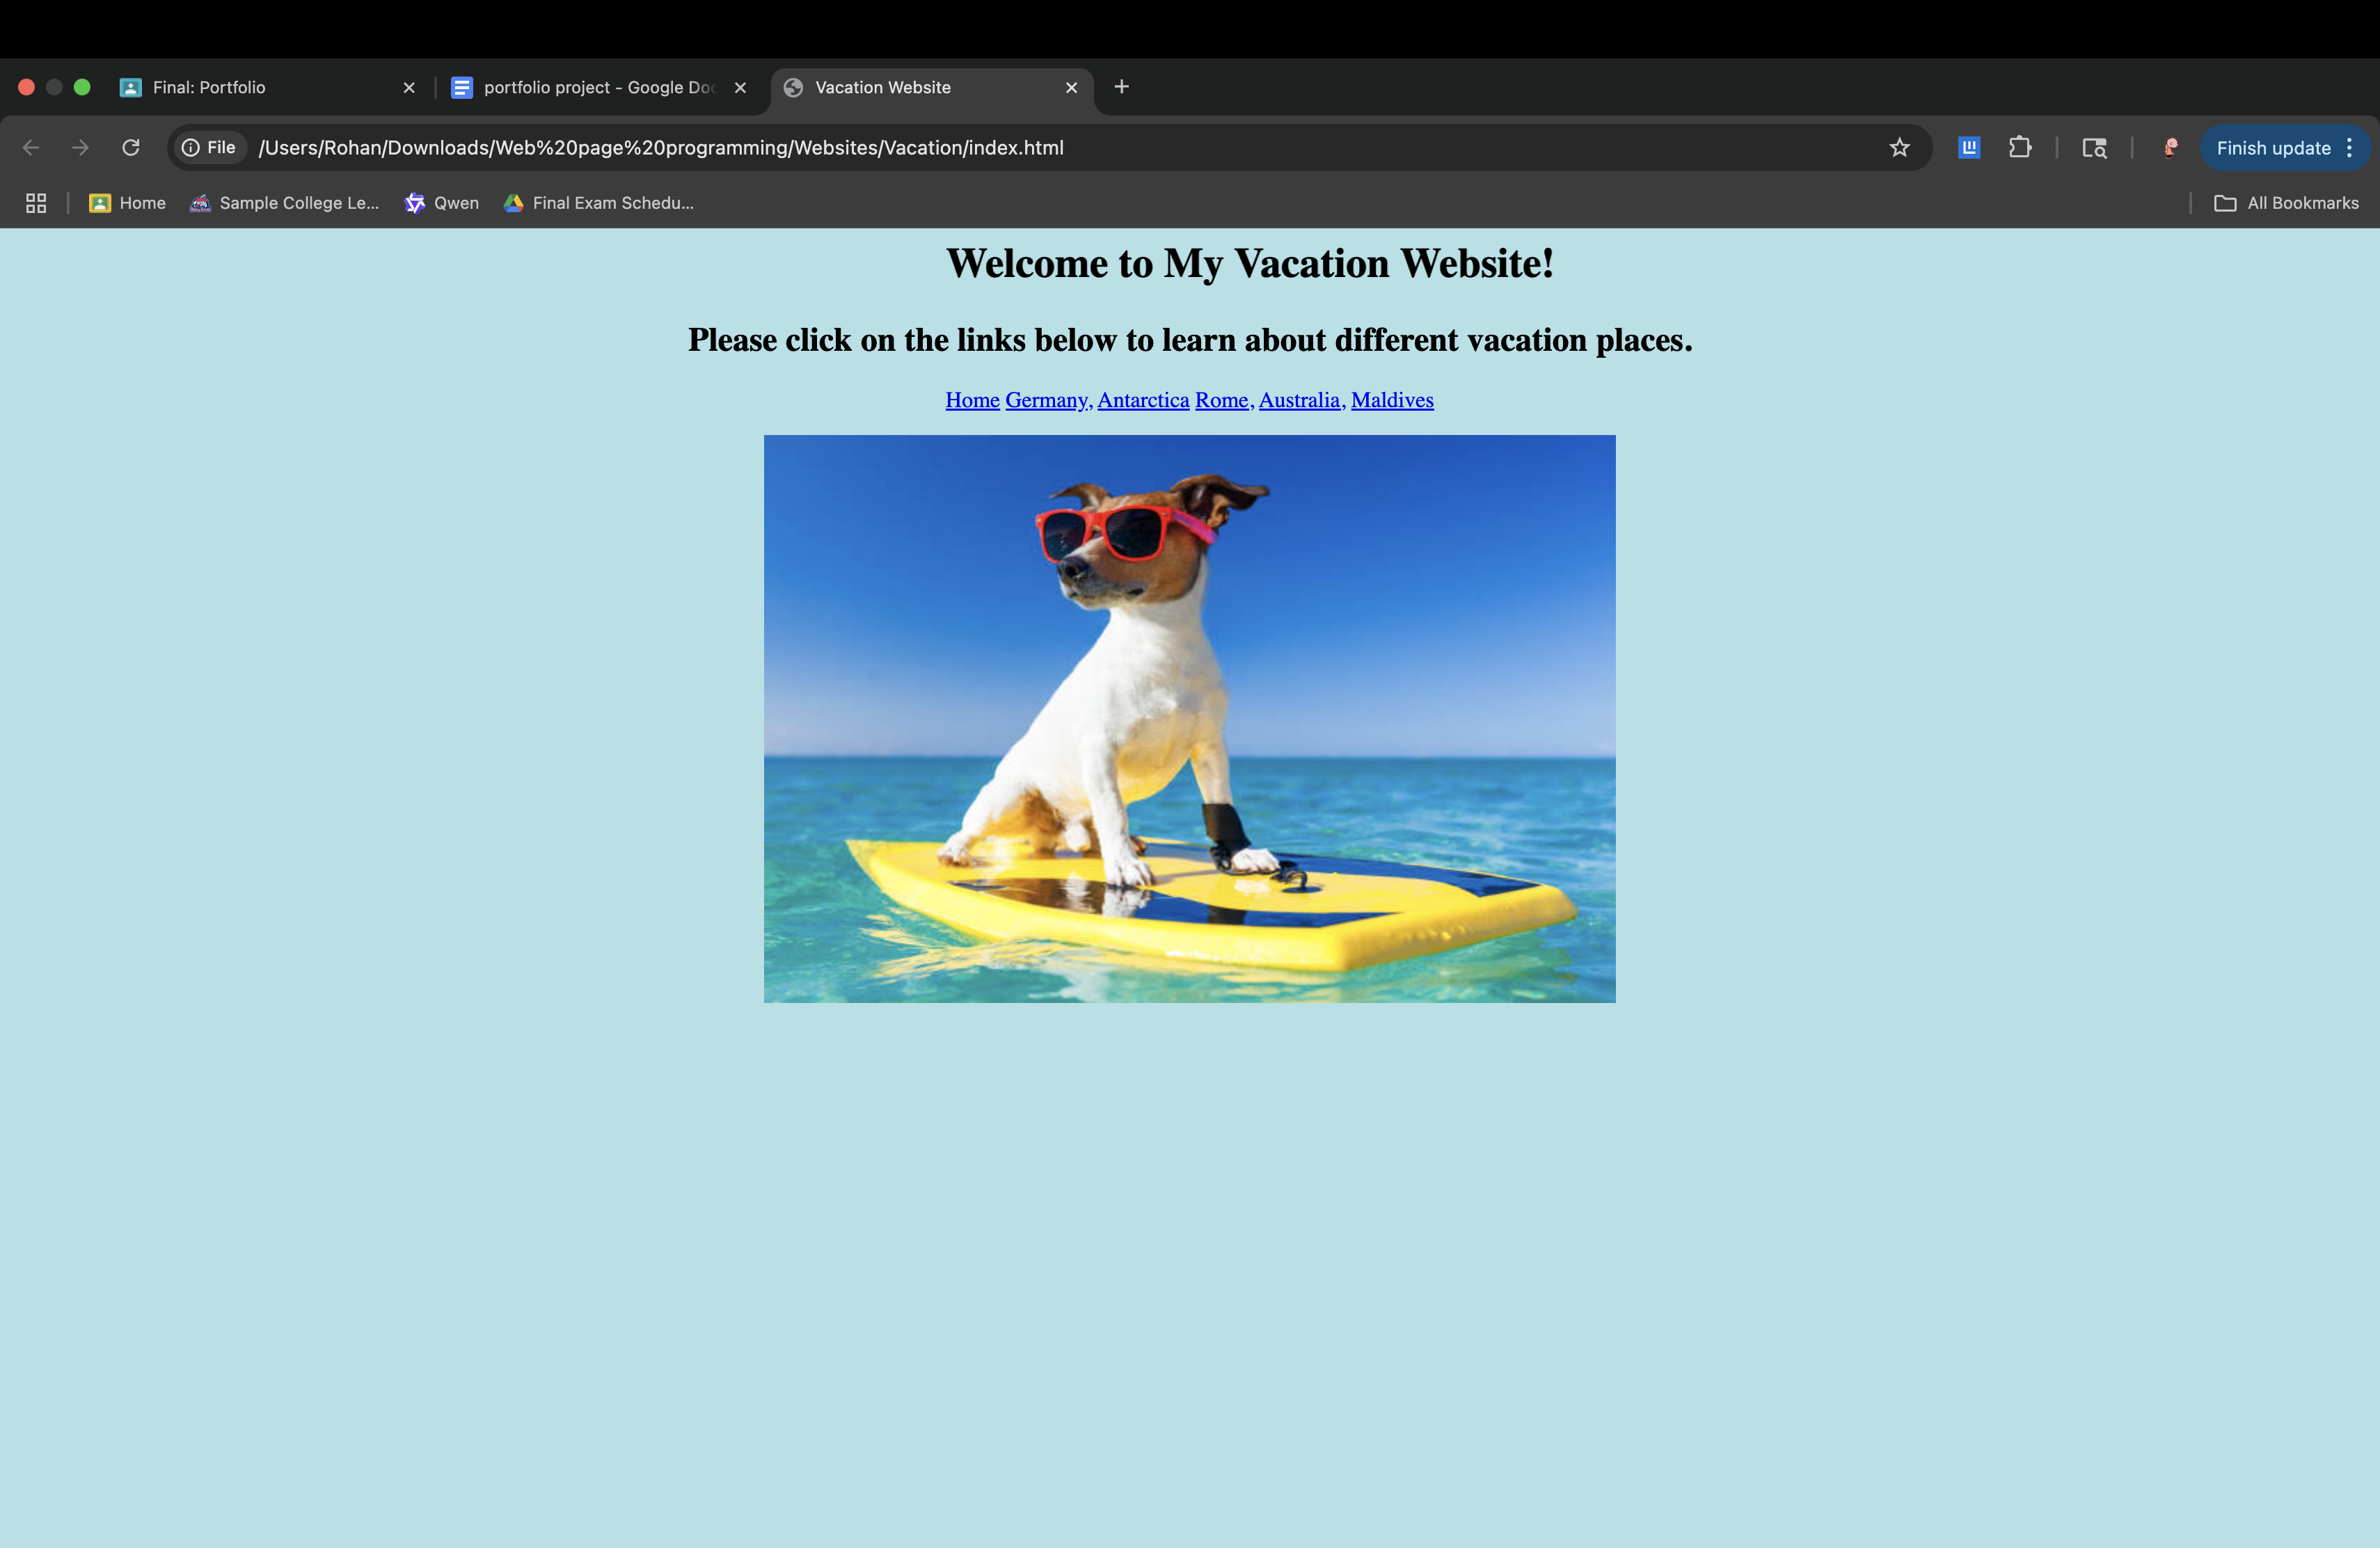 Final: Portfolio
portfolio project - Google Doc
Vacation Website
File /Users/Rohan/Downloads/Web%20page%20programming/Websites/Vacation/index.html
Finish update
Home
Sample College Le...
Qwen
Final Exam Schedu...
All Bookmarks
Welcome to My Vacation Website!
Please click on the links below to learn about different vacation places.
Home Germany, Antarctica Rome, Australia, Maldives